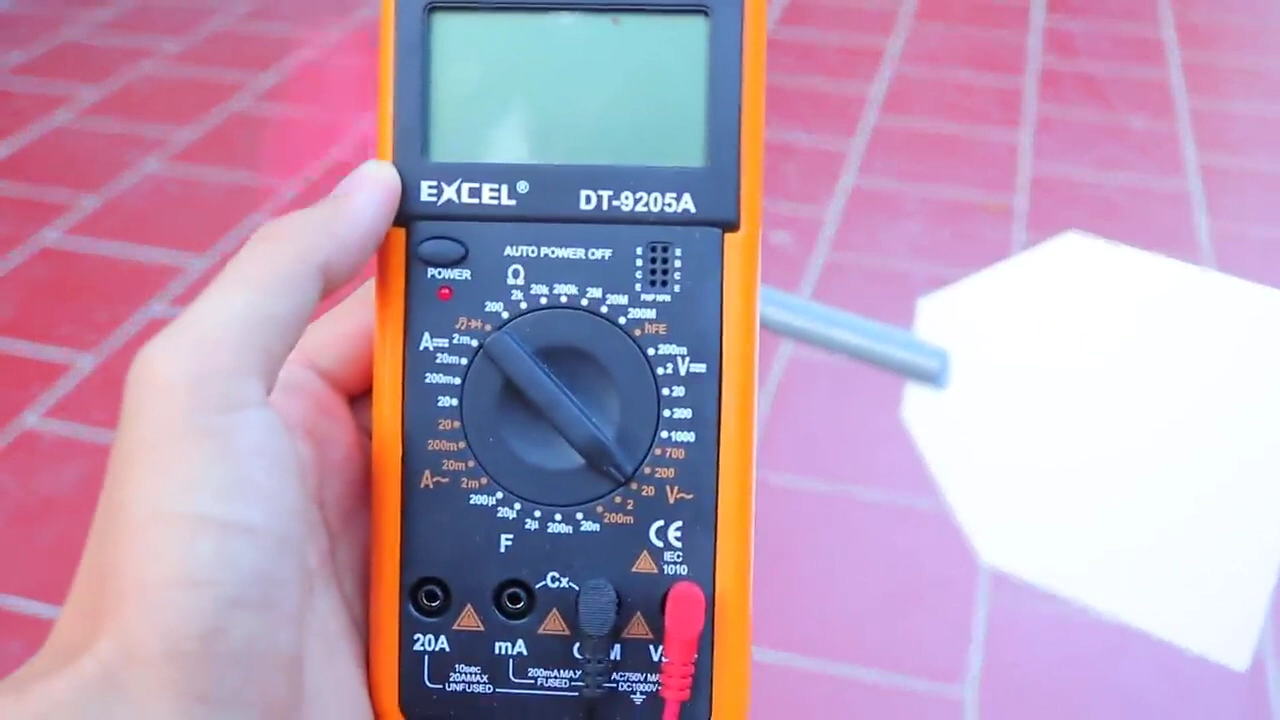 EXCEL® DT-9205A
AUTO POWER OFF
POWER
E E
B B
C C
E E
PNP NPN
Ω
200 2k 20k 200k 2M 20M 200M
hFE
A⎓ 2m
20m
200m
20
20
200m
20m
A~ 2m
200m
V⎓ 2
20
200
1000
700
200
20
V~ 2
200m
200µ 20µ 2µ 200n 20n
F
CE
IEC
1010
Cx
20A mA
10sec
20AMAX
UNFUSED
200mAMAX
FUSED
AC750V
DC1000V